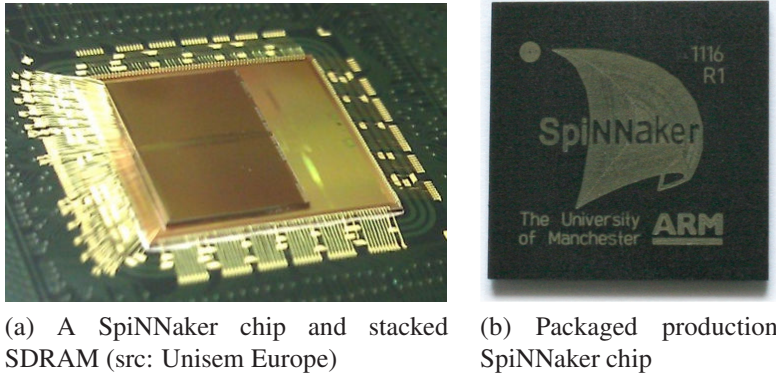 1116
R1
SpiNNaker
The University
of Manchester ARM
(a) A SpiNNaker chip and stacked
SDRAM (src: Unisem Europe)
(b) Packaged production
SpiNNaker chip